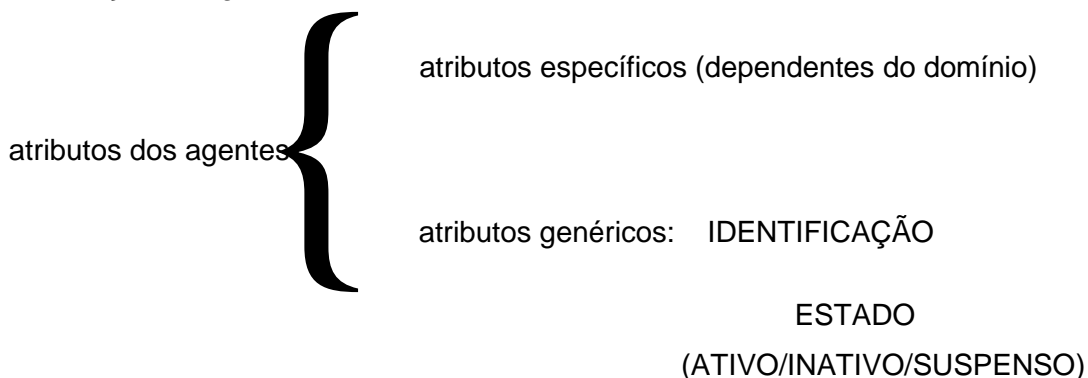 atributos específicos (dependentes do domínio)
atributos dos agentes
atributos genéricos: IDENTIFICAÇÃO
ESTADO
(ATIVO/INATIVO/SUSPENSO)